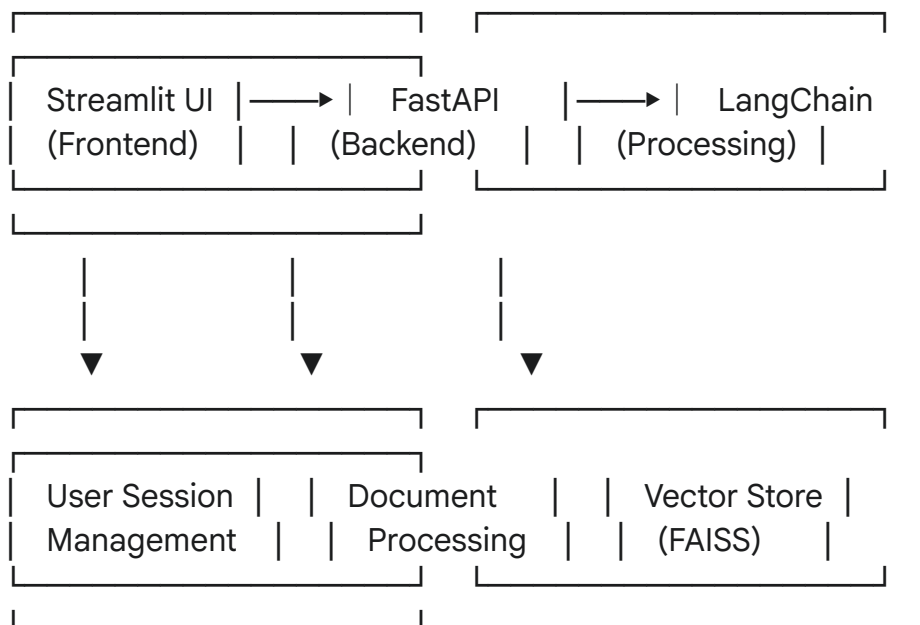 Streamlit UI FastAPI LangChain
(Frontend) (Backend) (Processing)
User Session Document Vector Store
Management Processing (FAISS)